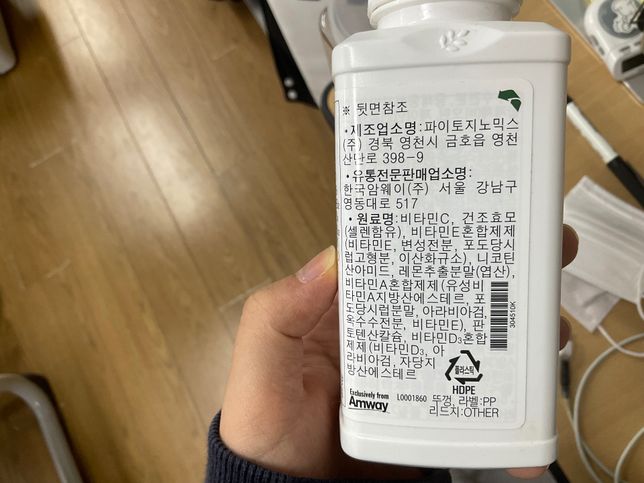 ※ 뒷면참조
• 제조업소명:파이토지노믹스
(주) 경북 영천시 금호읍 영천
산단로 398-9
• 유통전문판매업소명:
한국암웨이(주) 서울 강남구
영동대로 517
• 원료명:비타민C, 건조효모
(셀렌함유), 비타민E혼합제제
(비타민E, 변성전분, 포도당시
럽고형분, 이산화규소), 니코틴
산아미드, 레몬추출분말(엽산),
비타민A혼합제제(유성비
타민A지방산에스테르, 포
도당시럽분말, 아라비아검,
옥수수전분, 비타민E), 판
토텐산칼슘, 비타민D₃혼합
제제(비타민D₃, 아
라비아검, 자당지
방산에스테르
304510K
플라스틱
HDPE
Exclusively from
Amway
L0001860 뚜껑, 라벨:PP
리드지:OTHER